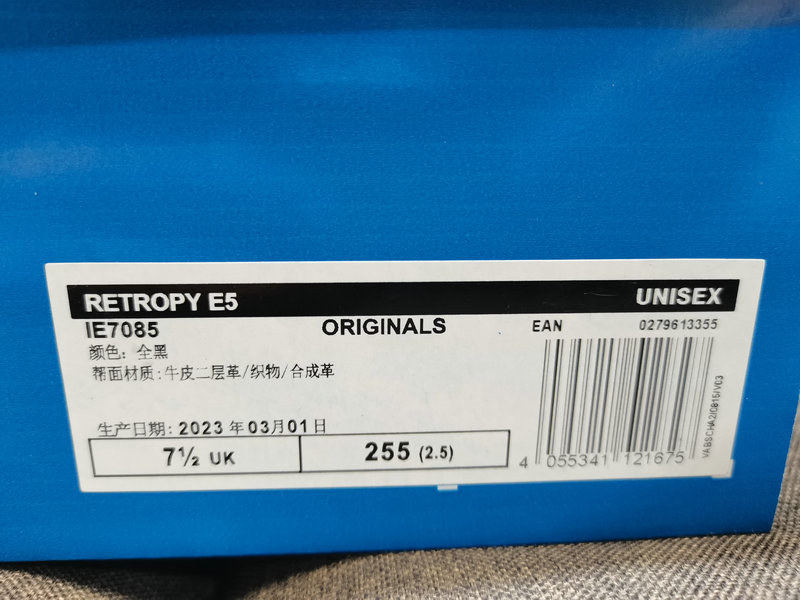 RETROPY E5 UNISEX
IE7085 ORIGINALS EAN 0279613355
颜色: 全黑
帮面材质:牛皮二层革/织物/合成革
生产日期: 2023 年 03月 01日
7½ UK 255 (2.5)
4 055341 121675